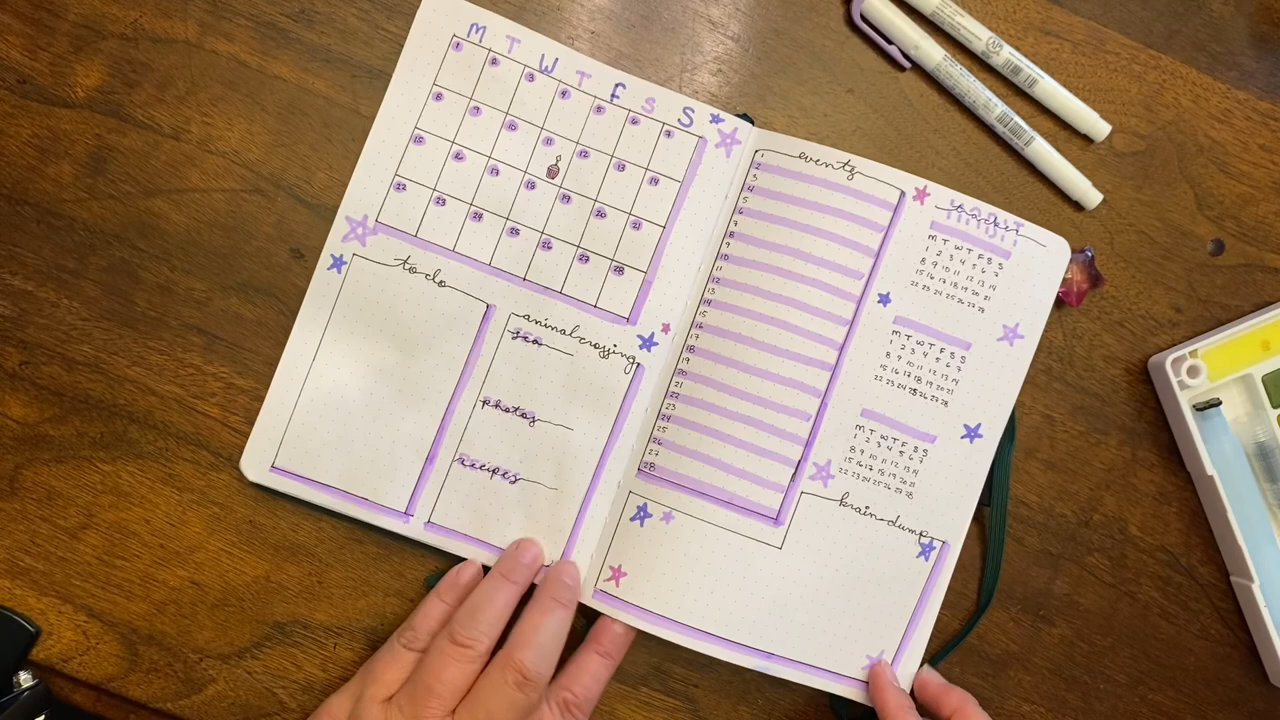 M T W T F S S
1 2 3 4 5 6 7
8 9 10 11 12 13 14
15 16 17 18 19 20 21
22 23 24 25 26 27 28
to do
animal crossing
sea
photos
recipes
events
1
2
3
4
5
6
7
8
9
10
11
12
13
14
15
16
17
18
19
20
21
22
23
24
25
26
27
28
HABIT
tracker
M T W T F S S
1 2 3 4 5 6 7
8 9 10 11 12 13 14
15 16 17 18 19 20 21
22 23 24 25 26 27 28
M T W T F S S
1 2 3 4 5 6 7
8 9 10 11 12 13 14
15 16 17 18 19 20 21
22 23 24 25 26 27 28
M T W T F S S
1 2 3 4 5 6 7
8 9 10 11 12 13 14
15 16 17 18 19 20 21
22 23 24 25 26 27 28
brain dump